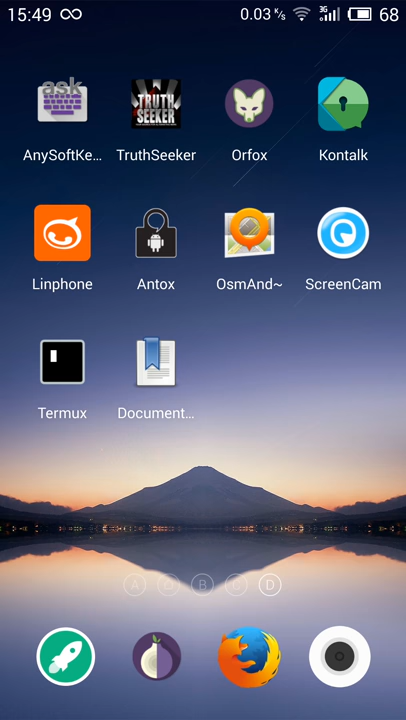 15:49 0.03 K/s 3G 68
ask
TRUTH
SEEKER
AnySoftKe... TruthSeeker Orfox Kontalk
Linphone Antox OsmAnd~ ScreenCam
Termux Document...
A B C D